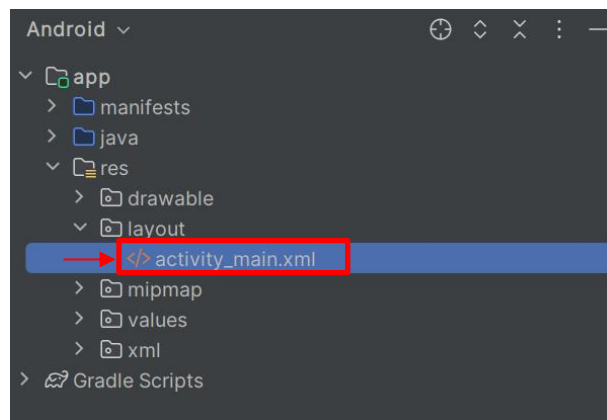 Android
app
manifests
java
res
drawable
layout
</> activity_main.xml
mipmap
values
xml
Gradle Scripts